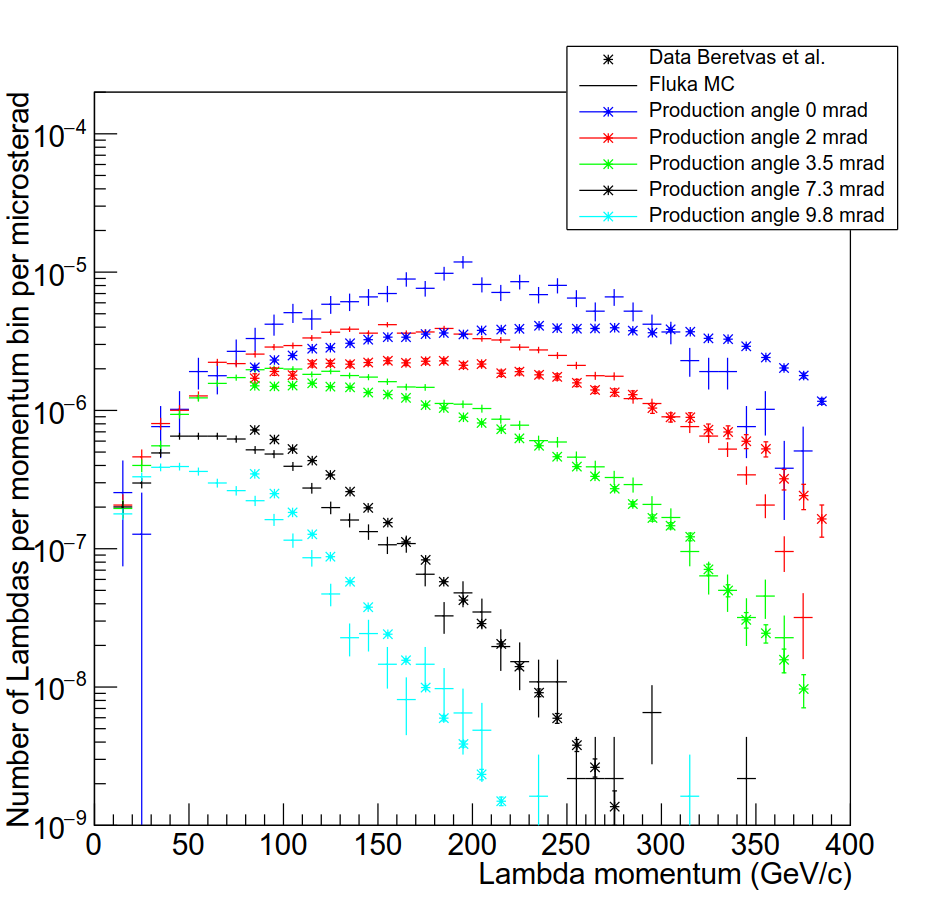 Data Beretvas et al.
Fluka MC
Production angle 0 mrad
Production angle 2 mrad
Production angle 3.5 mrad
Production angle 7.3 mrad
Production angle 9.8 mrad
Number of Lambdas per momentum bin per microsterad
10−4
10−5
10−6
10−7
10−8
10−9
0 50 100 150 200 250 300 350 400
Lambda momentum (GeV/c)